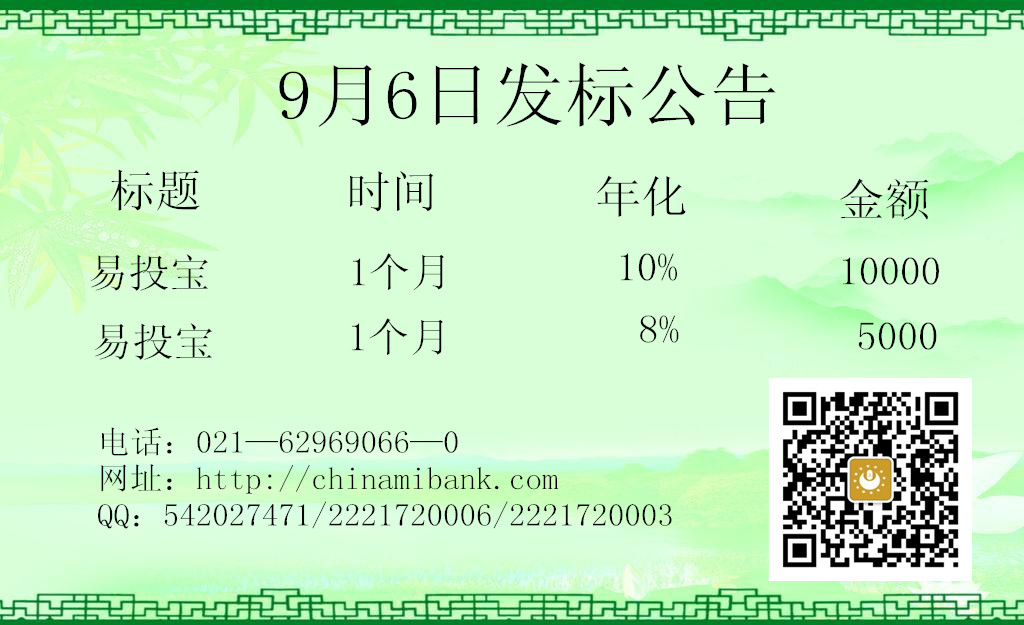 9月6日发标公告
标题 时间 年化 金额
易投宝 1个月 10% 10000
易投宝 1个月 8% 5000
电话：021—62969066—0
网址：http://chinamibank.com
QQ：542027471/2221720006/2221720003